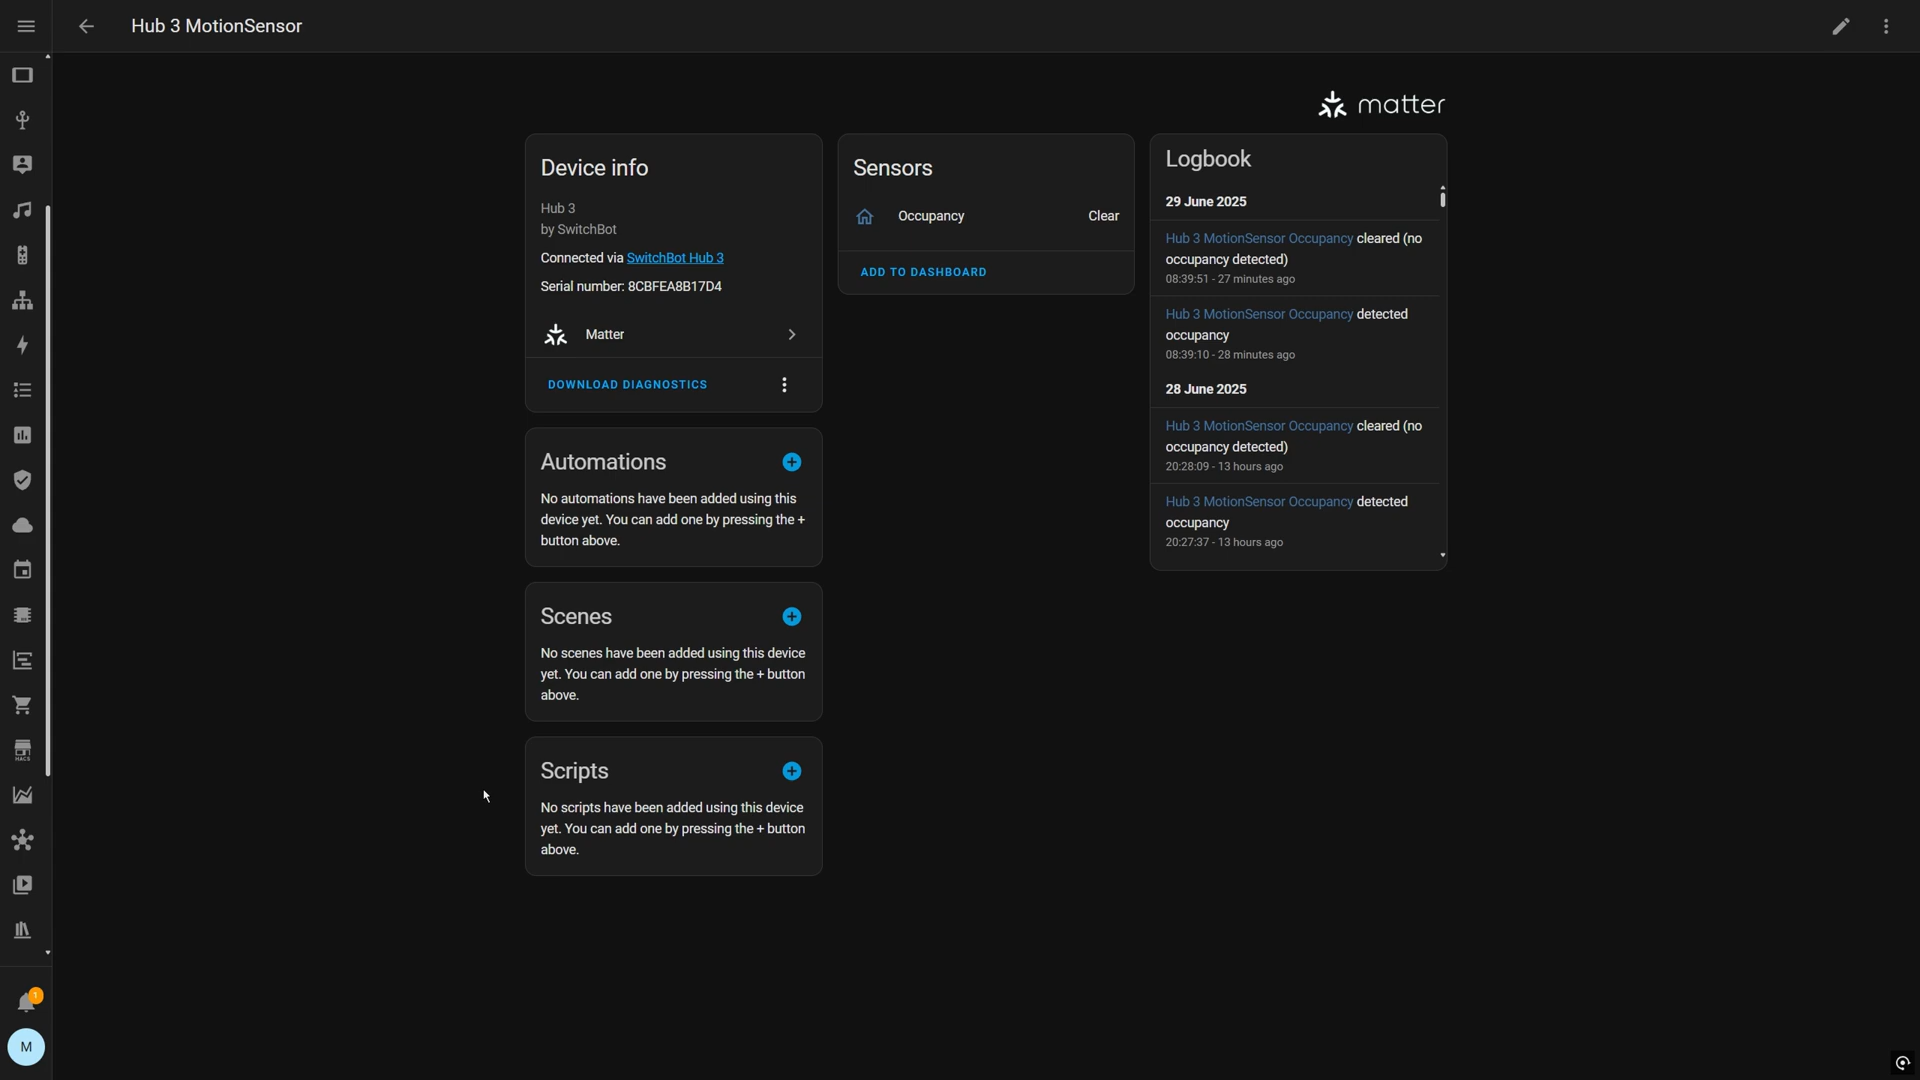 Hub 3 MotionSensor
matter
Device info
Hub 3
by SwitchBot
Connected via SwitchBot Hub 3
Serial number: 8CBFEA8B17D4
Matter
DOWNLOAD DIAGNOSTICS
Automations
No automations have been added using this
device yet. You can add one by pressing the +
button above.
Scenes
No scenes have been added using this device
yet. You can add one by pressing the + button
above.
Scripts
No scripts have been added using this device
yet. You can add one by pressing the + button
above.
Sensors
Occupancy Clear
ADD TO DASHBOARD
Logbook
29 June 2025
Hub 3 MotionSensor Occupancy cleared (no
occupancy detected)
08:39:51 - 27 minutes ago
Hub 3 MotionSensor Occupancy detected
occupancy
08:39:10 - 28 minutes ago
28 June 2025
Hub 3 MotionSensor Occupancy cleared (no
occupancy detected)
20:28:09 - 13 hours ago
Hub 3 MotionSensor Occupancy detected
occupancy
20:27:37 - 13 hours ago
HACS
1
M